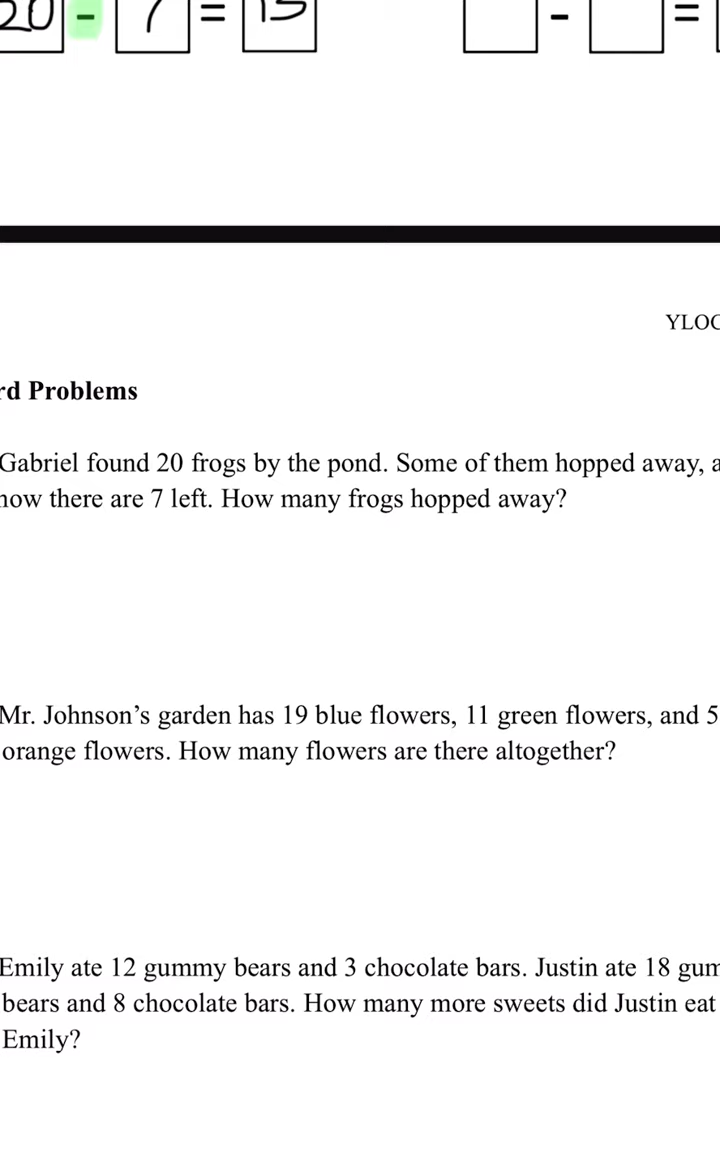 20 - 7 = 13 - =
YLOC
rd Problems
Gabriel found 20 frogs by the pond. Some of them hopped away, a
now there are 7 left. How many frogs hopped away?
Mr. Johnson’s garden has 19 blue flowers, 11 green flowers, and 5
orange flowers. How many flowers are there altogether?
Emily ate 12 gummy bears and 3 chocolate bars. Justin ate 18 gum
bears and 8 chocolate bars. How many more sweets did Justin eat
Emily?